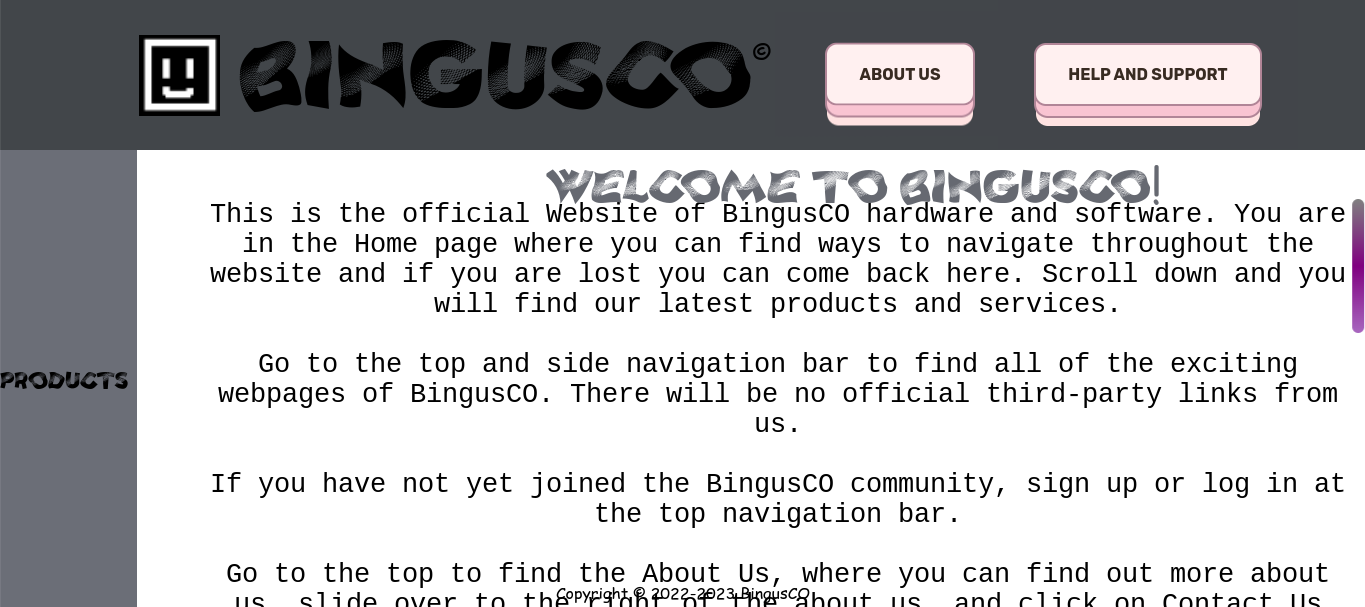 BINGUSCO©
ABOUT US
HELP AND SUPPORT
WELCOME TO BINGUSCO!
This is the official Website of BingusCO hardware and software. You are
in the Home page where you can find ways to navigate throughout the
website and if you are lost you can come back here. Scroll down and you
will find our latest products and services.
Go to the top and side navigation bar to find all of the exciting
webpages of BingusCO. There will be no official third-party links from
us.
PRODUCTS
If you have not yet joined the BingusCO community, sign up or log in at
the top navigation bar.
Go to the top to find the About Us, where you can find out more about
us, slide over to the right of the about us, and click on Contact Us
Copyright © 2022-2023 BingusCO